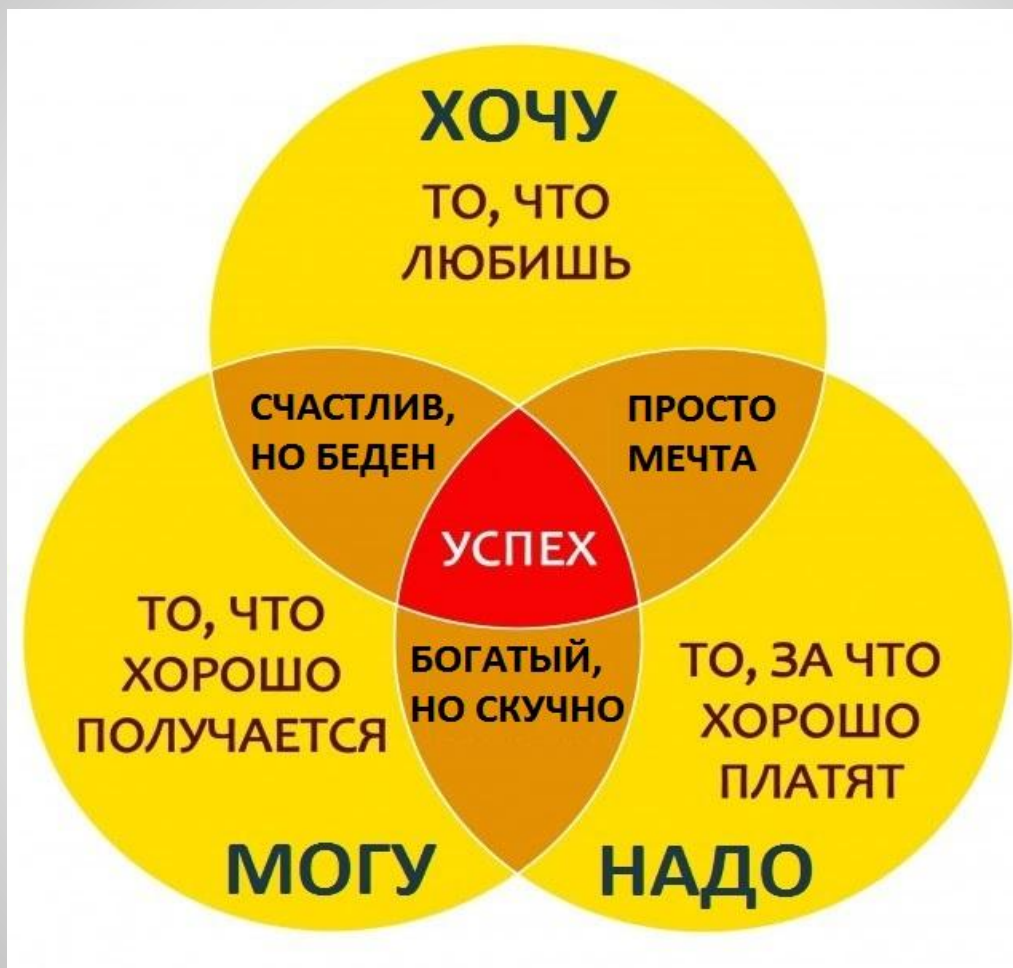 ХОЧУ
ТО, ЧТО
ЛЮБИШЬ
СЧАСТЛИВ,
НО БЕДЕН
ПРОСТО
МЕЧТА
УСПЕХ
ТО, ЧТО
ХОРОШО
ПОЛУЧАЕТСЯ
БОГАТЫЙ,
НО СКУЧНО
ТО, ЗА ЧТО
ХОРОШО
ПЛАТЯТ
МОГУ
НАДО